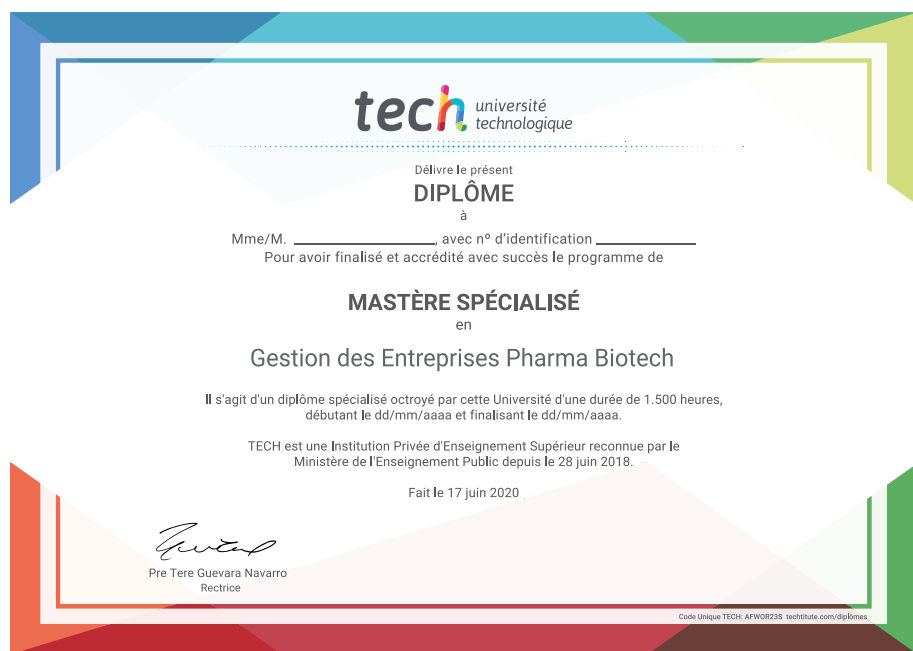 tech université
technologique
Délivre le présent
DIPLÔME
à
Mme/M. ______________, avec nº d'identification __________
Pour avoir finalisé et accrédité avec succès le programme de
MASTÈRE SPÉCIALISÉ
en
Gestion des Entreprises Pharma Biotech
Il s'agit d'un diplôme spécialisé octroyé par cette Université d'une durée de 1.500 heures,
débutant le dd/mm/aaaa et finalisant le dd/mm/aaaa.
TECH est une Institution Privée d'Enseignement Supérieur reconnue par le
Ministère de l'Enseignement Public depuis le 28 juin 2018.
Fait le 17 juin 2020
Pre Tere Guevara Navarro
Rectrice
Code Unique TECH: AFWOR23S techtitute.com/diplômes